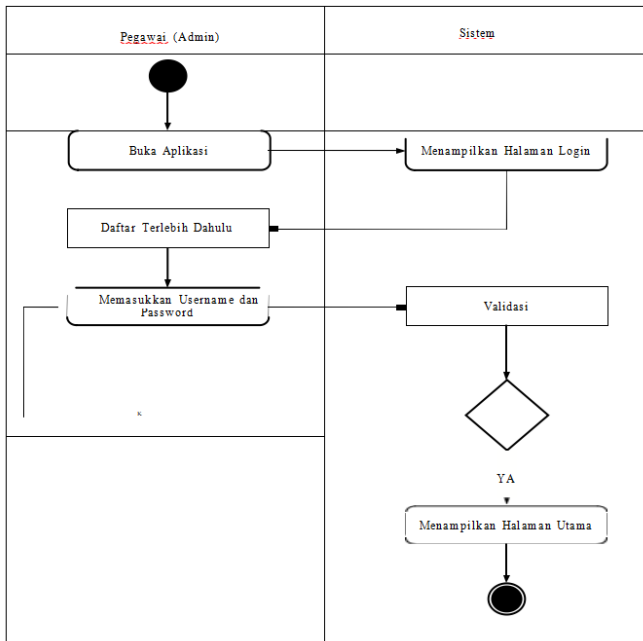 Pegawai (Admin)
Sistem
Buka Aplikasi
Menampilkan Halaman Login
Daftar Terlebih Dahulu
Memasukkan Username dan
Password
Validasi
K
YA
Menampilkan Halaman Utama